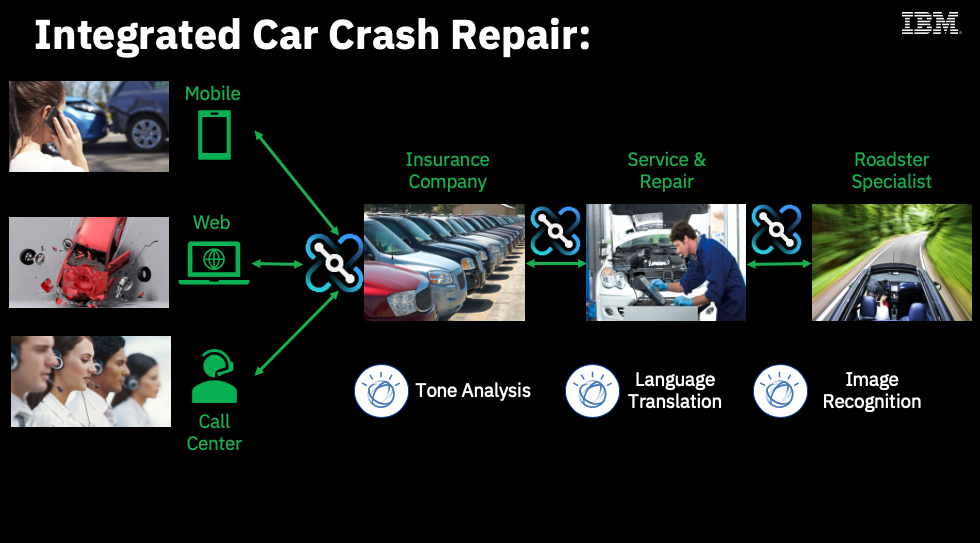 Integrated Car Crash Repair:
IBM
Mobile
Web
Call
Center
Insurance
Company
Service &
Repair
Roadster
Specialist
Tone Analysis
Language
Translation
Image
Recognition